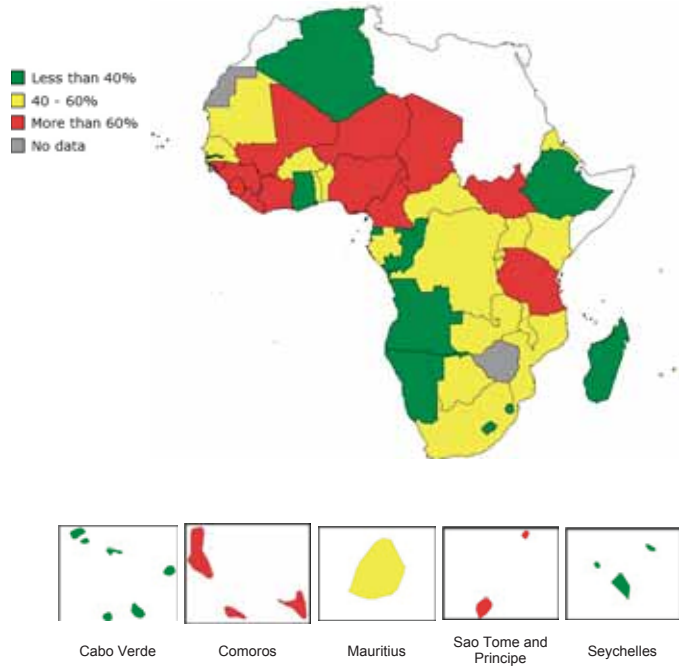 Less than 40%
40 - 60%
More than 60%
No data
Cabo Verde
Comoros
Mauritius
Sao Tome and
Principe
Seychelles